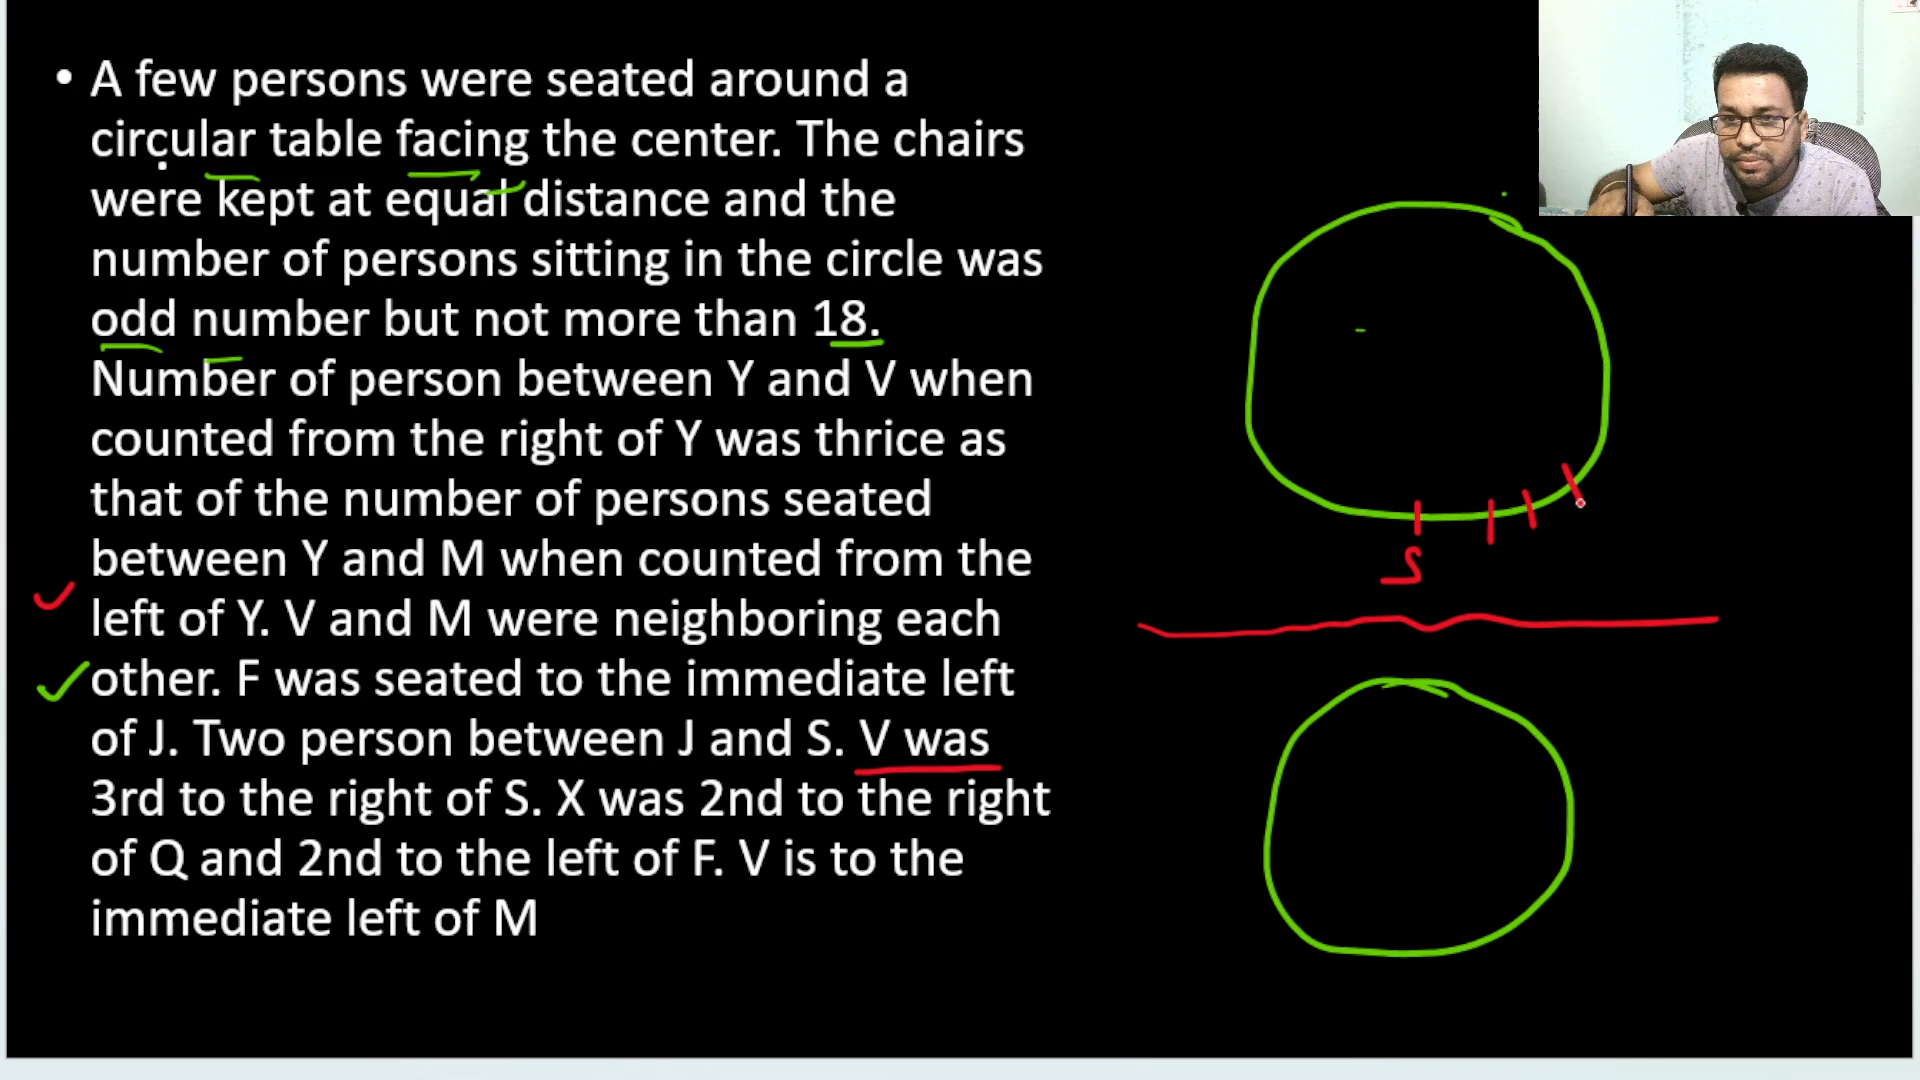 • A few persons were seated around a
circular table facing the center. The chairs
were kept at equal distance and the
number of persons sitting in the circle was
odd number but not more than 18.
Number of person between Y and V when
counted from the right of Y was thrice as
that of the number of persons seated
between Y and M when counted from the
left of Y. V and M were neighboring each
other. F was seated to the immediate left
of J. Two person between J and S. V was
3rd to the right of S. X was 2nd to the right
of Q and 2nd to the left of F. V is to the
immediate left of M
S